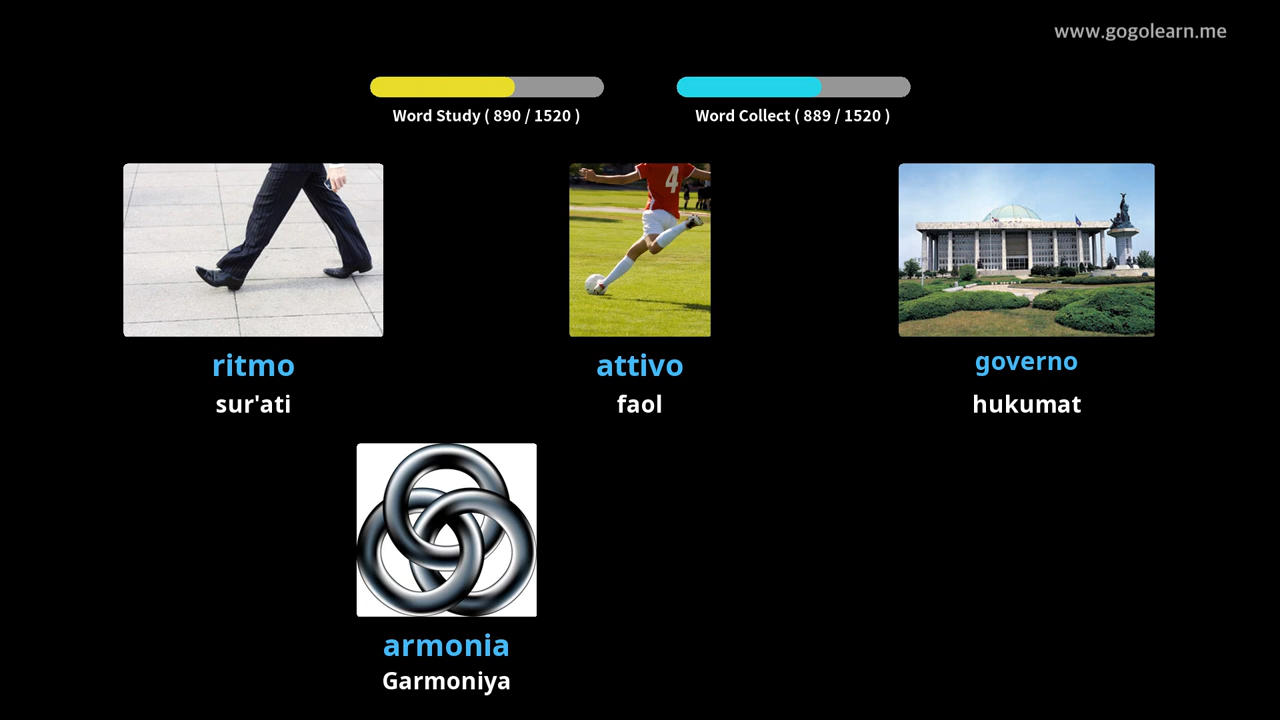 www.gogolearn.me
Word Study ( 890 / 1520 )
Word Collect ( 889 / 1520 )
4
ritmo
attivo
governo
sur'ati
faol
hukumat
armonia
Garmoniya